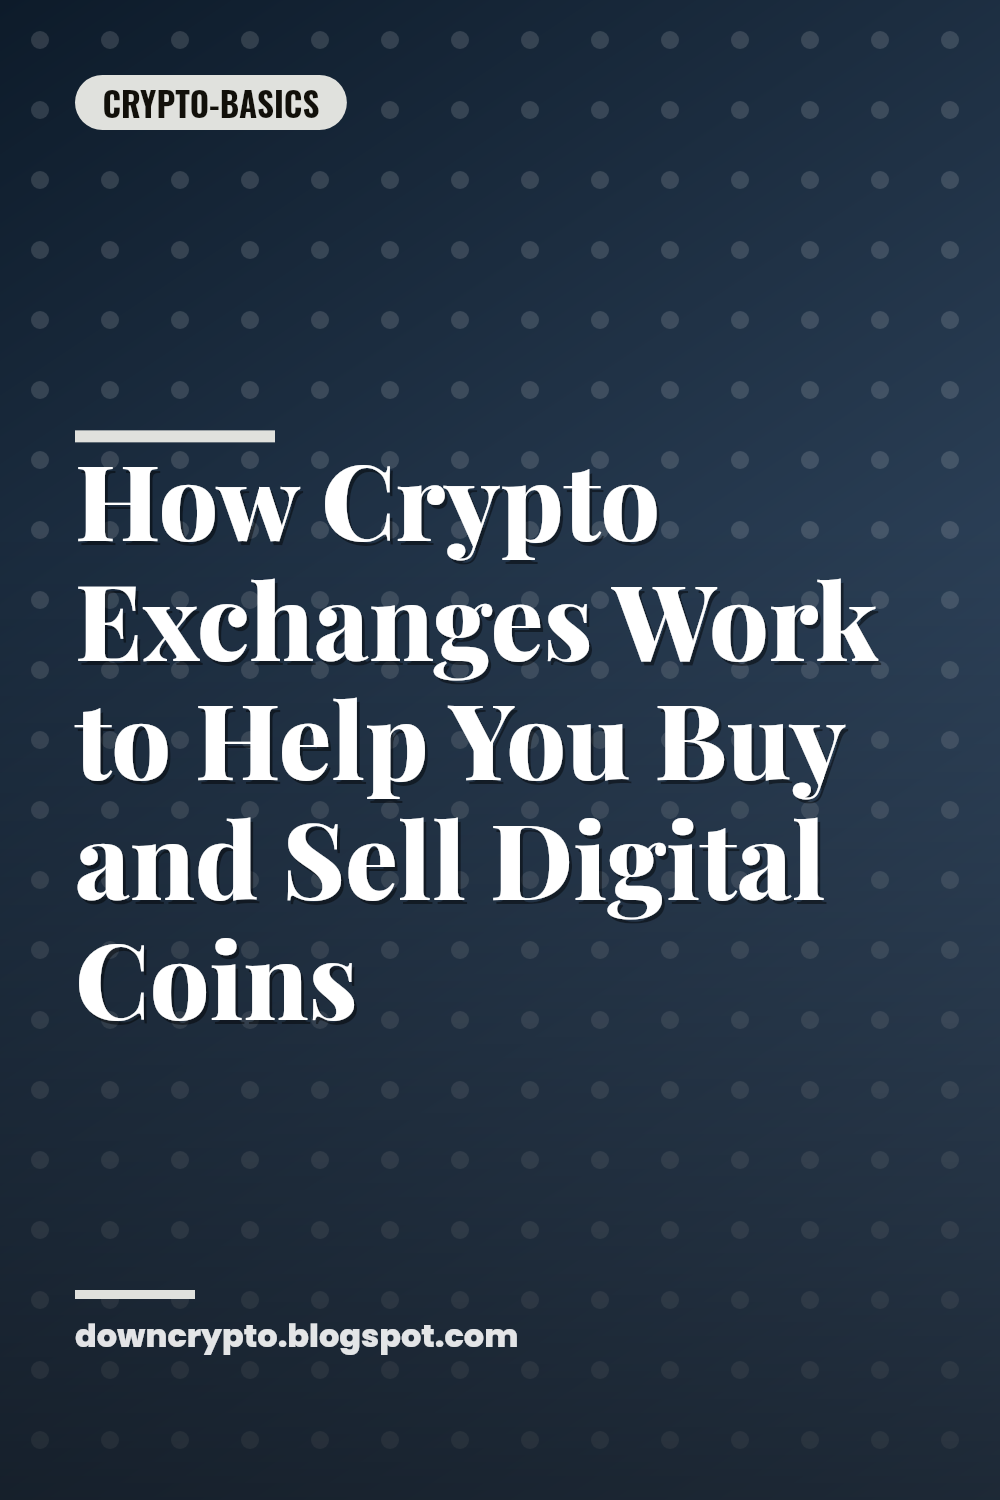 CRYPTO-BASICS
How Crypto
Exchanges Work
to Help You Buy
and Sell Digital
Coins
downcrypto.blogspot.com